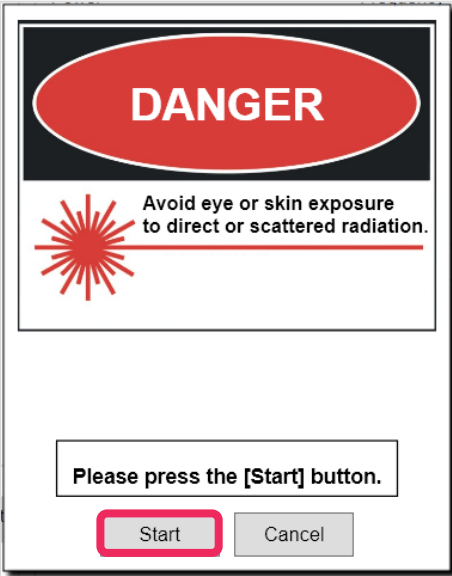 DANGER
Avoid eye or skin exposure
to direct or scattered radiation.
Please press the [Start] button.
Start
Cancel